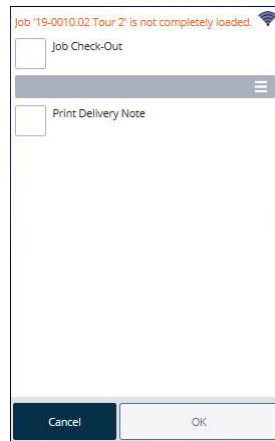 Job '19-0010.02 Tour 2' is not completely loaded.
Job Check-Out
Print Delivery Note
Cancel
OK